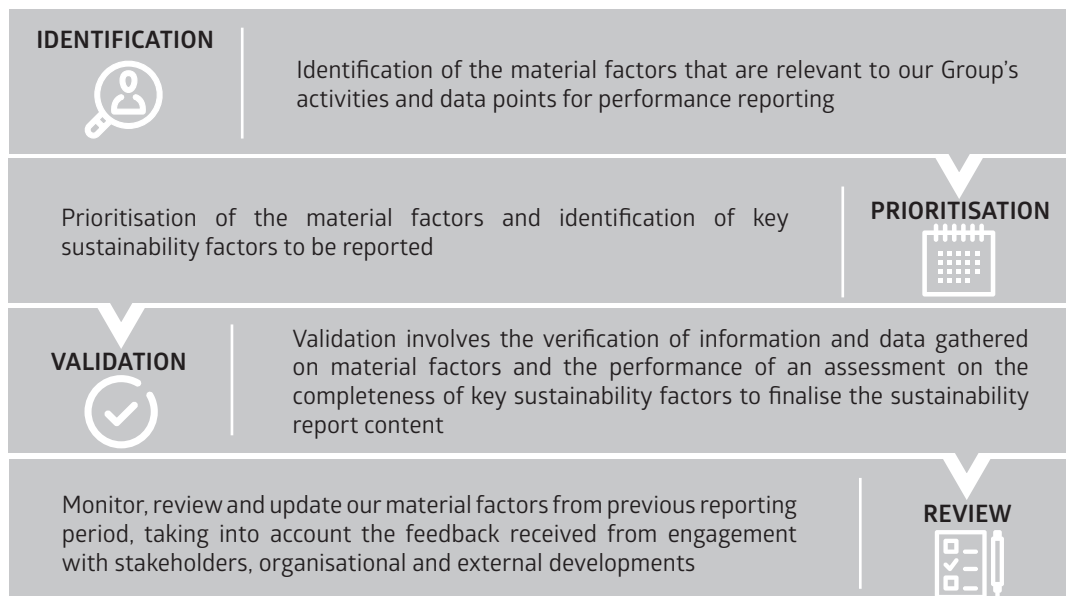 IDENTIFICATION
Identification of the material factors that are relevant to our Group's
activities and data points for performance reporting
Prioritisation of the material factors and identification of key
sustainability factors to be reported
PRIORITISATION
VALIDATION
Validation involves the verification of information and data gathered
on material factors and the performance of an assessment on the
completeness of key sustainability factors to finalise the sustainability
report content
Monitor, review and update our material factors from previous reporting
period, taking into account the feedback received from engagement
with stakeholders, organisational and external developments
REVIEW